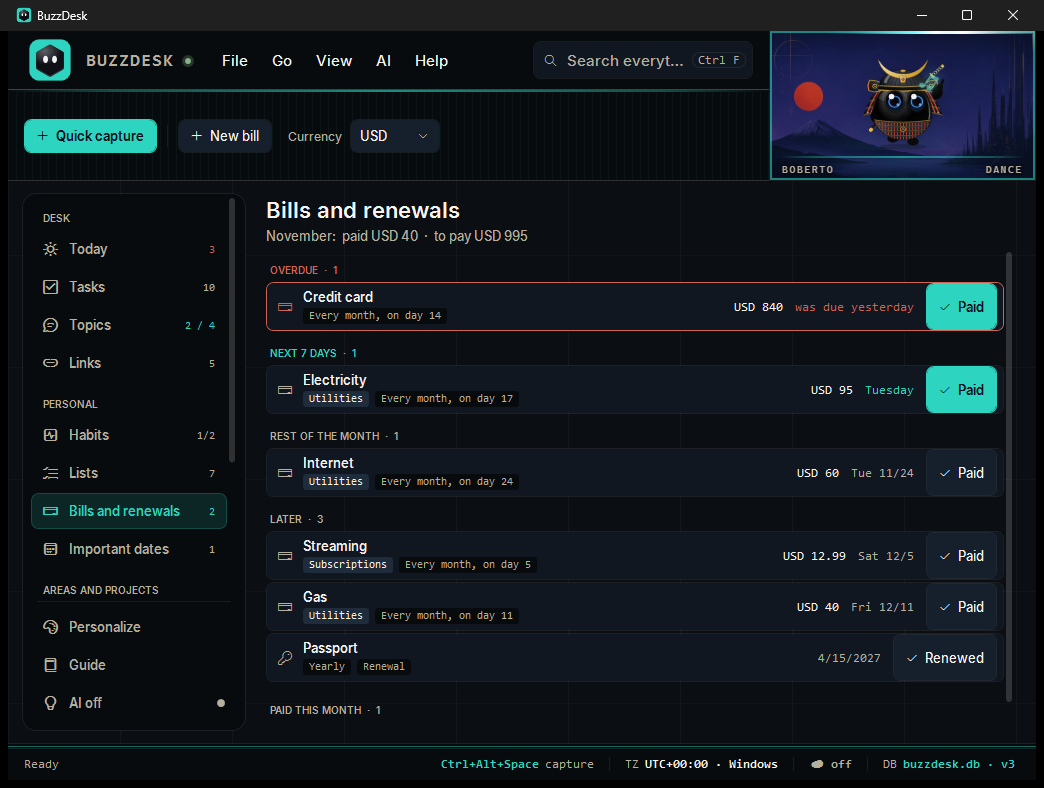 BuzzDesk
BUZZDESK
File Go View AI Help
Search everyt... Ctrl F
+ Quick capture
+ New bill
Currency USD
BOBERTO DANCE
DESK
Today 3
Tasks 10
Topics 2 / 4
Links 5
PERSONAL
Habits 1/2
Lists 7
Bills and renewals 2
Important dates 1
AREAS AND PROJECTS
Personalize
Guide
AI off
Bills and renewals
November: paid USD 40 · to pay USD 995
OVERDUE · 1
Credit card
Every month, on day 14
USD 840 was due yesterday Paid
NEXT 7 DAYS · 1
Electricity
Utilities Every month, on day 17
USD 95 Tuesday Paid
REST OF THE MONTH · 1
Internet
Utilities Every month, on day 24
USD 60 Tue 11/24 Paid
LATER · 3
Streaming
Subscriptions Every month, on day 5
USD 12.99 Sat 12/5 Paid
Gas
Utilities Every month, on day 11
USD 40 Fri 12/11 Paid
Passport
Yearly Renewal
4/15/2027 Renewed
PAID THIS MONTH · 1
Ready
Ctrl+Alt+Space capture
TZ UTC+00:00 · Windows
off
DB buzzdesk.db · v3